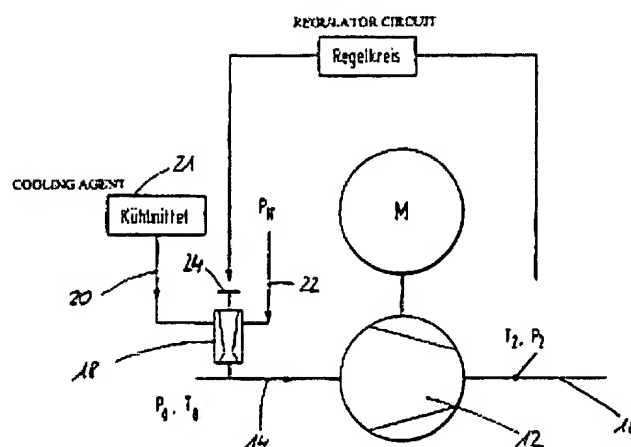 REGULATOR CIRCUIT
Regelkreis
COOLING AGENT
21
Kühlmittel
M
20
24
22
18
T2, P2
P0, T0
14
12